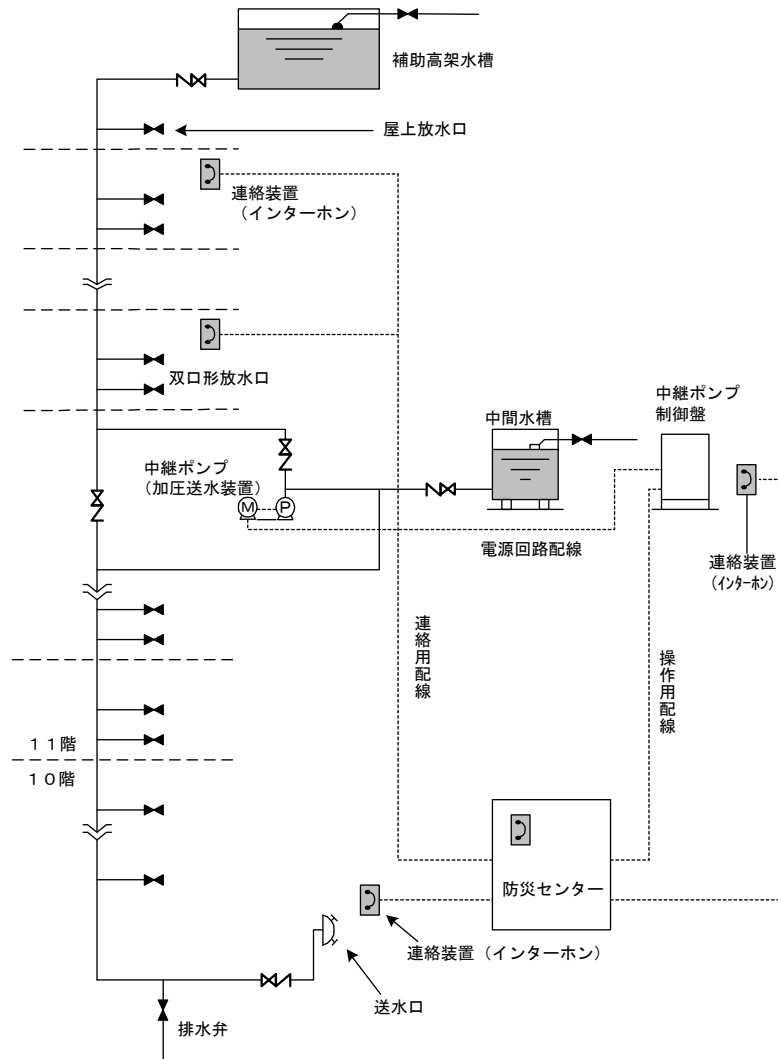 補助高架水槽
屋上放水口
連絡装置
（インターホン）
双口形放水口
中継ポンプ
（加圧送水装置）
M
P
中間水槽
中継ポンプ
制御盤
電源回路配線
連絡装置
（ｲﾝﾀｰﾎﾝ）
連絡用配線
操作用配線
１１階
１０階
防災センター
連絡装置（インターホン）
送水口
排水弁